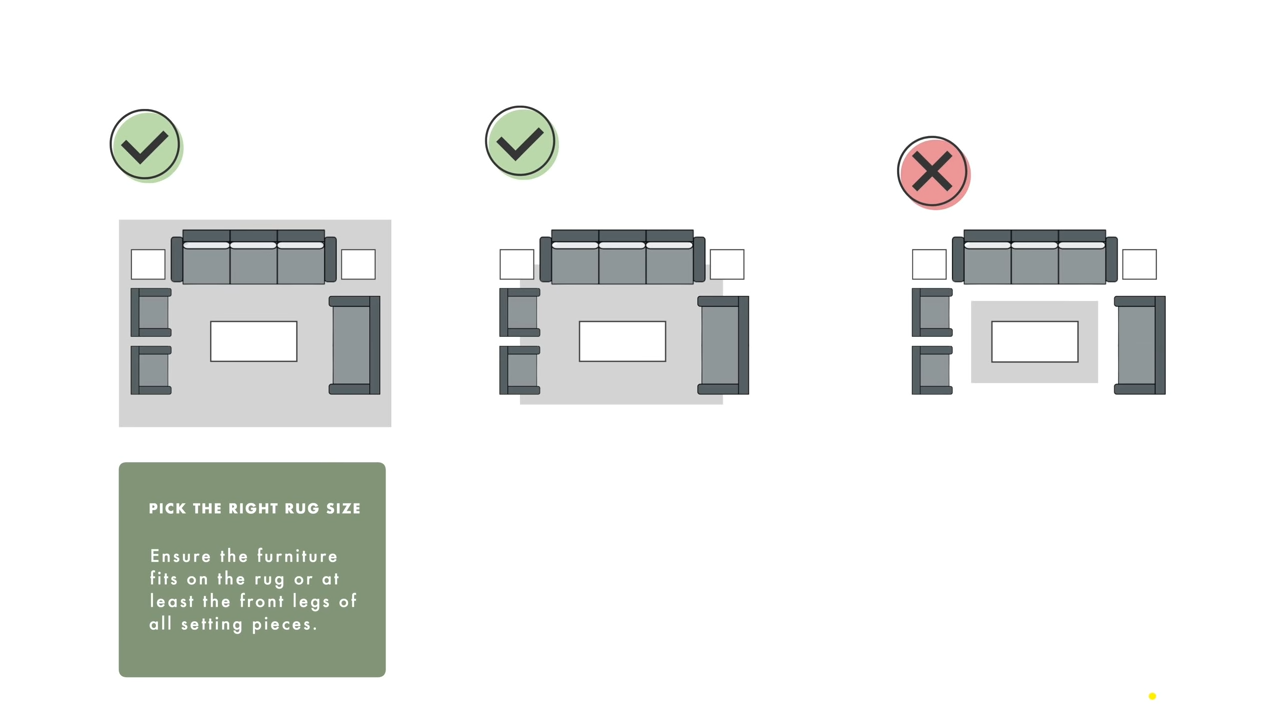 PICK THE RIGHT RUG SIZE
Ensure the furniture
fits on the rug or at
least the front legs of
all setting pieces.